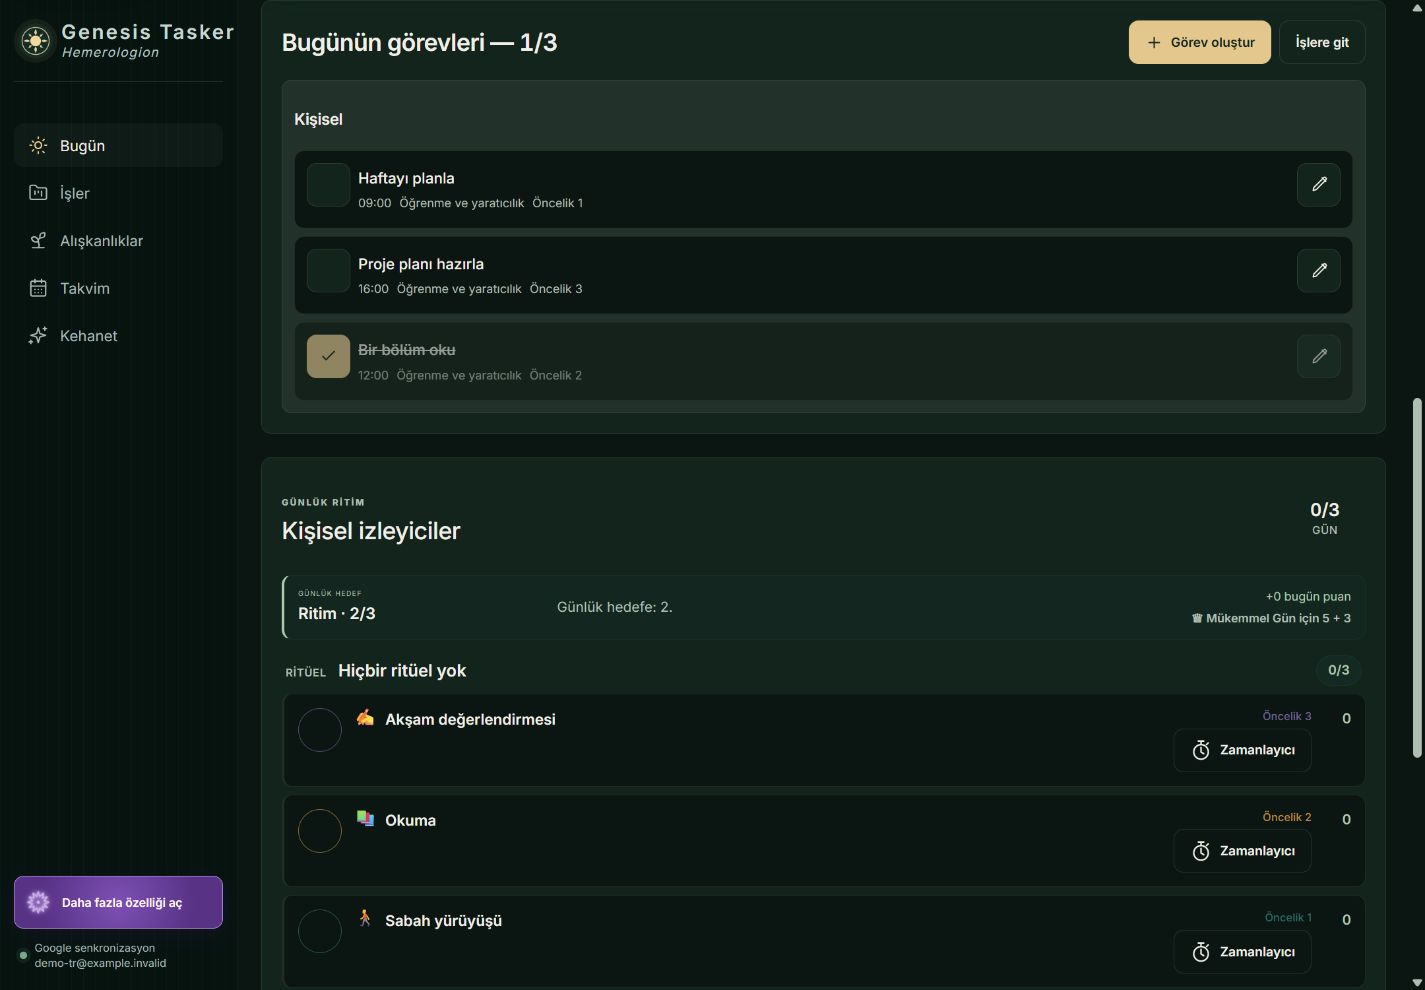 Genesis Tasker
Hemerologion
Bugün
İşler
Alışkanlıklar
Takvim
Kehanet
Daha fazla özelliği aç
Google senkronizasyon
demo-tr@example.invalid
Bugünün görevleri — 1/3
Görev oluştur
İşlere git
Kişisel
Haftayı planla
09:00 Öğrenme ve yaratıcılık Öncelik 1
Proje planı hazırla
16:00 Öğrenme ve yaratıcılık Öncelik 3
Bir bölüm oku
12:00 Öğrenme ve yaratıcılık Öncelik 2
GÜNLÜK RİTİM
Kişisel izleyiciler
0/3
GÜN
GÜNLÜK HEDEF
Ritim · 2/3
Günlük hedefe: 2.
+0 bugün puan
♛ Mükemmel Gün için 5 + 3
RİTÜEL Hiçbir ritüel yok
0/3
Akşam değerlendirmesi
Öncelik 3
0
Zamanlayıcı
Okuma
Öncelik 2
0
Zamanlayıcı
Sabah yürüyüşü
Öncelik 1
0
Zamanlayıcı